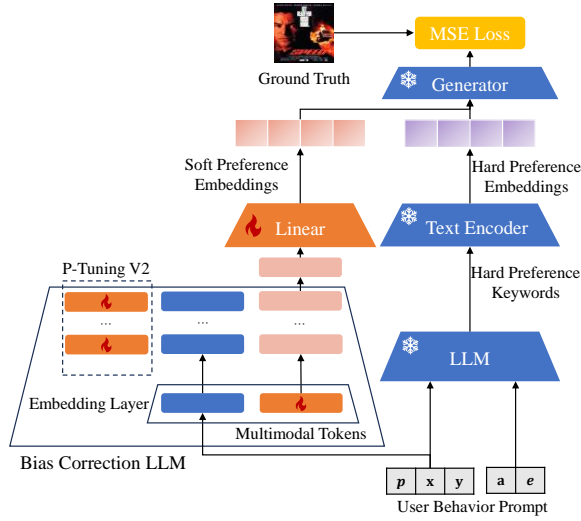 MSE Loss
SPEED
Ground Truth
Generator
Soft Preference
Embeddings
Hard Preference
Embeddings
Linear
Text Encoder
P-Tuning V2
Hard Preference
Keywords
...
...
...
LLM
Embedding Layer
Multimodal Tokens
Bias Correction LLM
p x y
a e
User Behavior Prompt